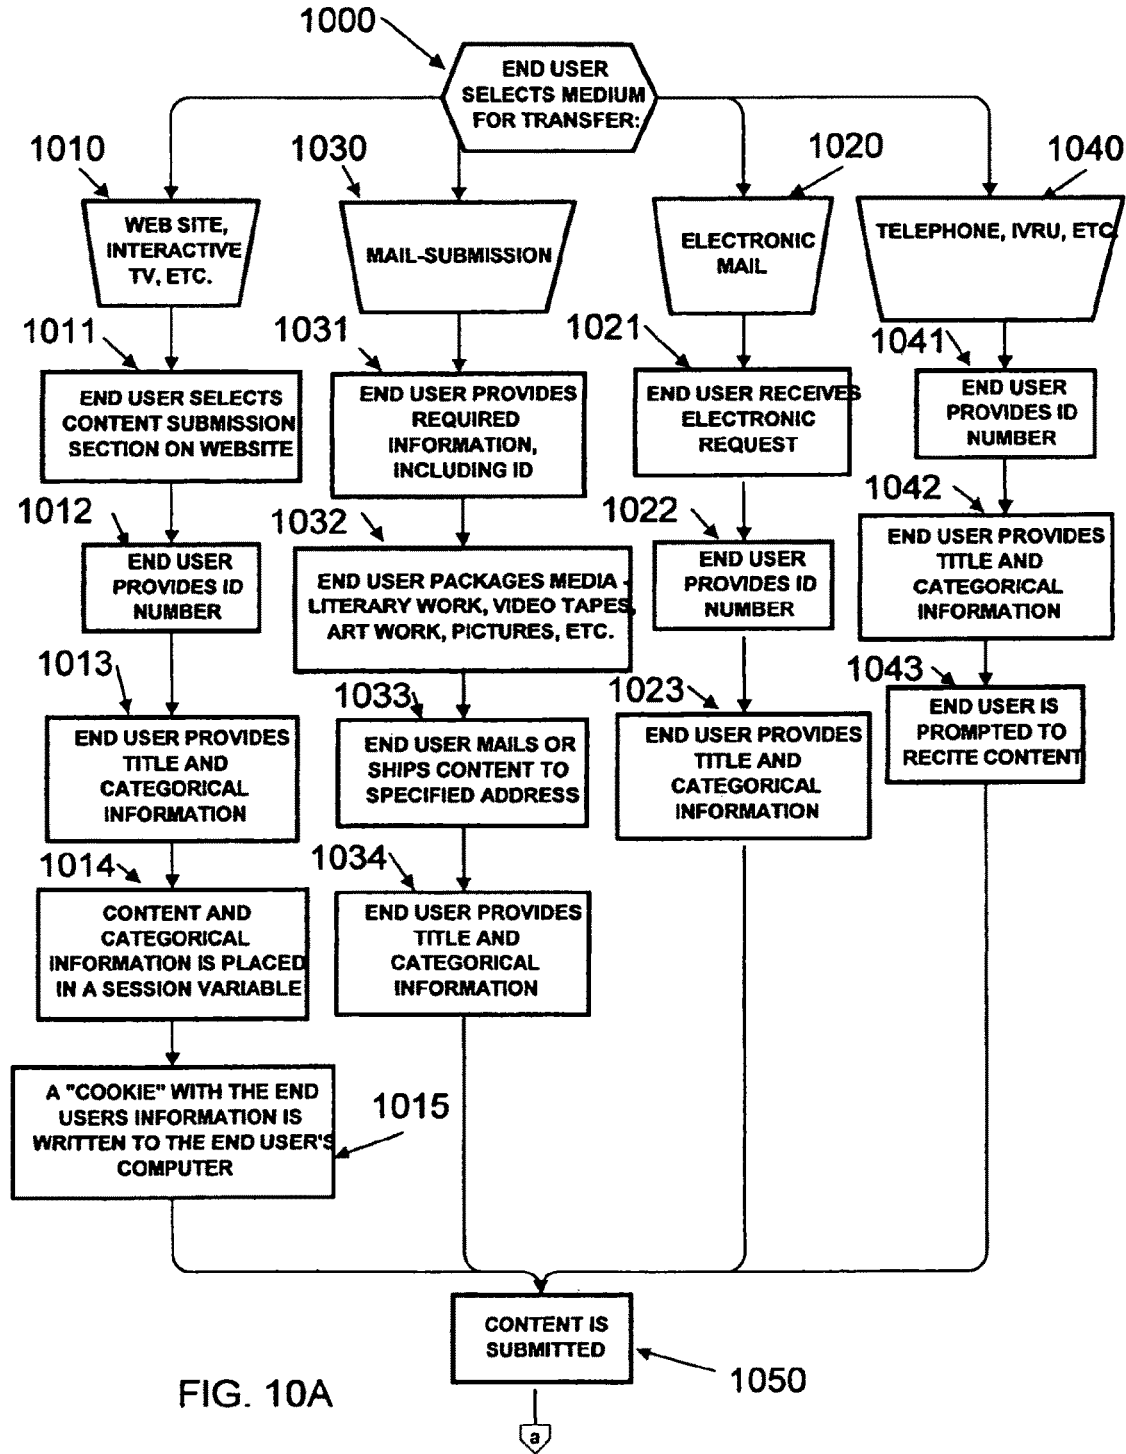 1000
END USER
SELECTS MEDIUM
FOR TRANSFER:
1010
WEB SITE,
INTERACTIVE
TV, ETC.
1030
MAIL-SUBMISSION
1020
ELECTRONIC
MAIL
1040
TELEPHONE, IVRU, ETC.
1011
END USER SELECTS
CONTENT SUBMISSION
SECTION ON WEBSITE
1031
END USER PROVIDES
REQUIRED
INFORMATION,
INCLUDING ID
1021
END USER RECEIVES
ELECTRONIC
REQUEST
1041
END USER
PROVIDES ID
NUMBER
1012
END USER
PROVIDES ID
NUMBER
1032
END USER PACKAGES MEDIA -
LITERARY WORK, VIDEO TAPES,
ART WORK, PICTURES, ETC.
1022
END USER
PROVIDES ID
NUMBER
1042
END USER PROVIDES
TITLE AND
CATEGORICAL
INFORMATION
1013
END USER PROVIDES
TITLE AND
CATEGORICAL
INFORMATION
1033
END USER MAILS OR
SHIPS CONTENT TO
SPECIFIED ADDRESS
1023
END USER PROVIDES
TITLE AND
CATEGORICAL
INFORMATION
1043
END USER IS
PROMPTED TO
RECITE CONTENT
1014
CONTENT AND
CATEGORICAL
INFORMATION IS PLACED
IN A SESSION VARIABLE
1034
END USER PROVIDES
TITLE AND
CATEGORICAL
INFORMATION
A "COOKIE" WITH THE END
USERS INFORMATION IS
WRITTEN TO THE END USER'S
COMPUTER
1015
CONTENT IS
SUBMITTED
1050
FIG. 10A
a